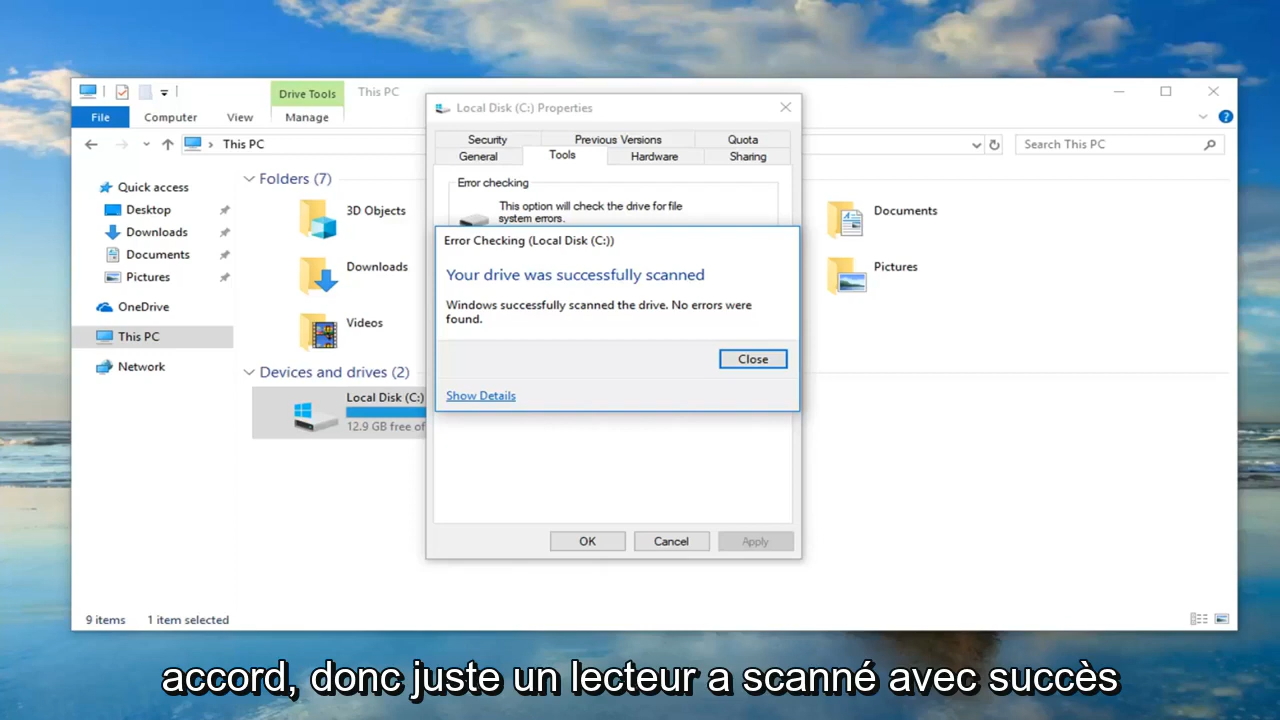 Drive Tools
This PC
File
Computer
View
Manage
This PC
Search This PC
Quick access
Desktop
Downloads
Documents
Pictures
OneDrive
This PC
Network
Folders (7)
3D Objects
Downloads
Videos
Documents
Pictures
Devices and drives (2)
Local Disk (C:)
12.9 GB free of
9 items
1 item selected
Local Disk (C:) Properties
Security
Previous Versions
Quota
General
Tools
Hardware
Sharing
Error checking
This option will check the drive for file
system errors.
Error Checking (Local Disk (C:))
Your drive was successfully scanned
Windows successfully scanned the drive. No errors were
found.
Close
Show Details
OK
Cancel
Apply
accord, donc juste un lecteur a scanné avec succès